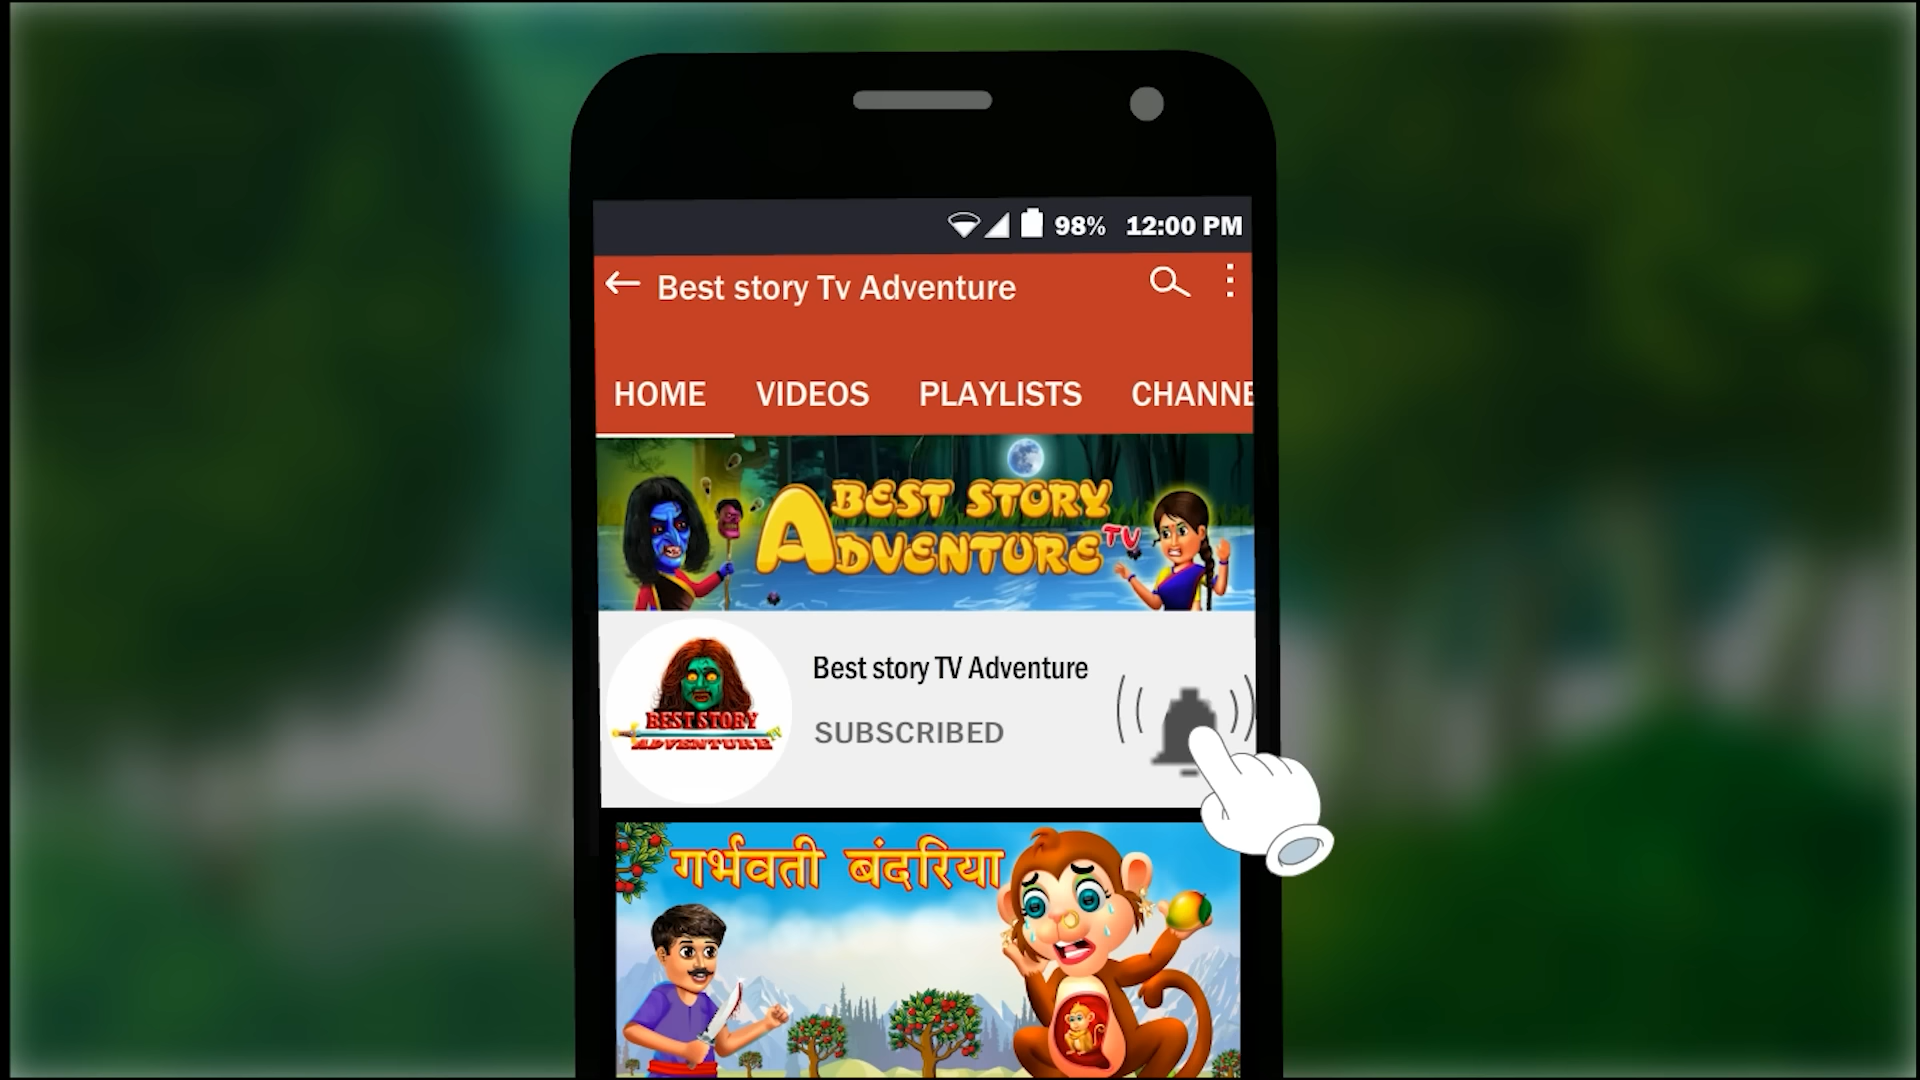 98% 12:00 PM
Best story Tv Adventure
HOME VIDEOS PLAYLISTS CHANNE
BEST STORY
ADVENTURE TV
Best story TV Adventure
SUBSCRIBED
BEST STORY
ADVENTURE TV
गर्भवती बंदरिया